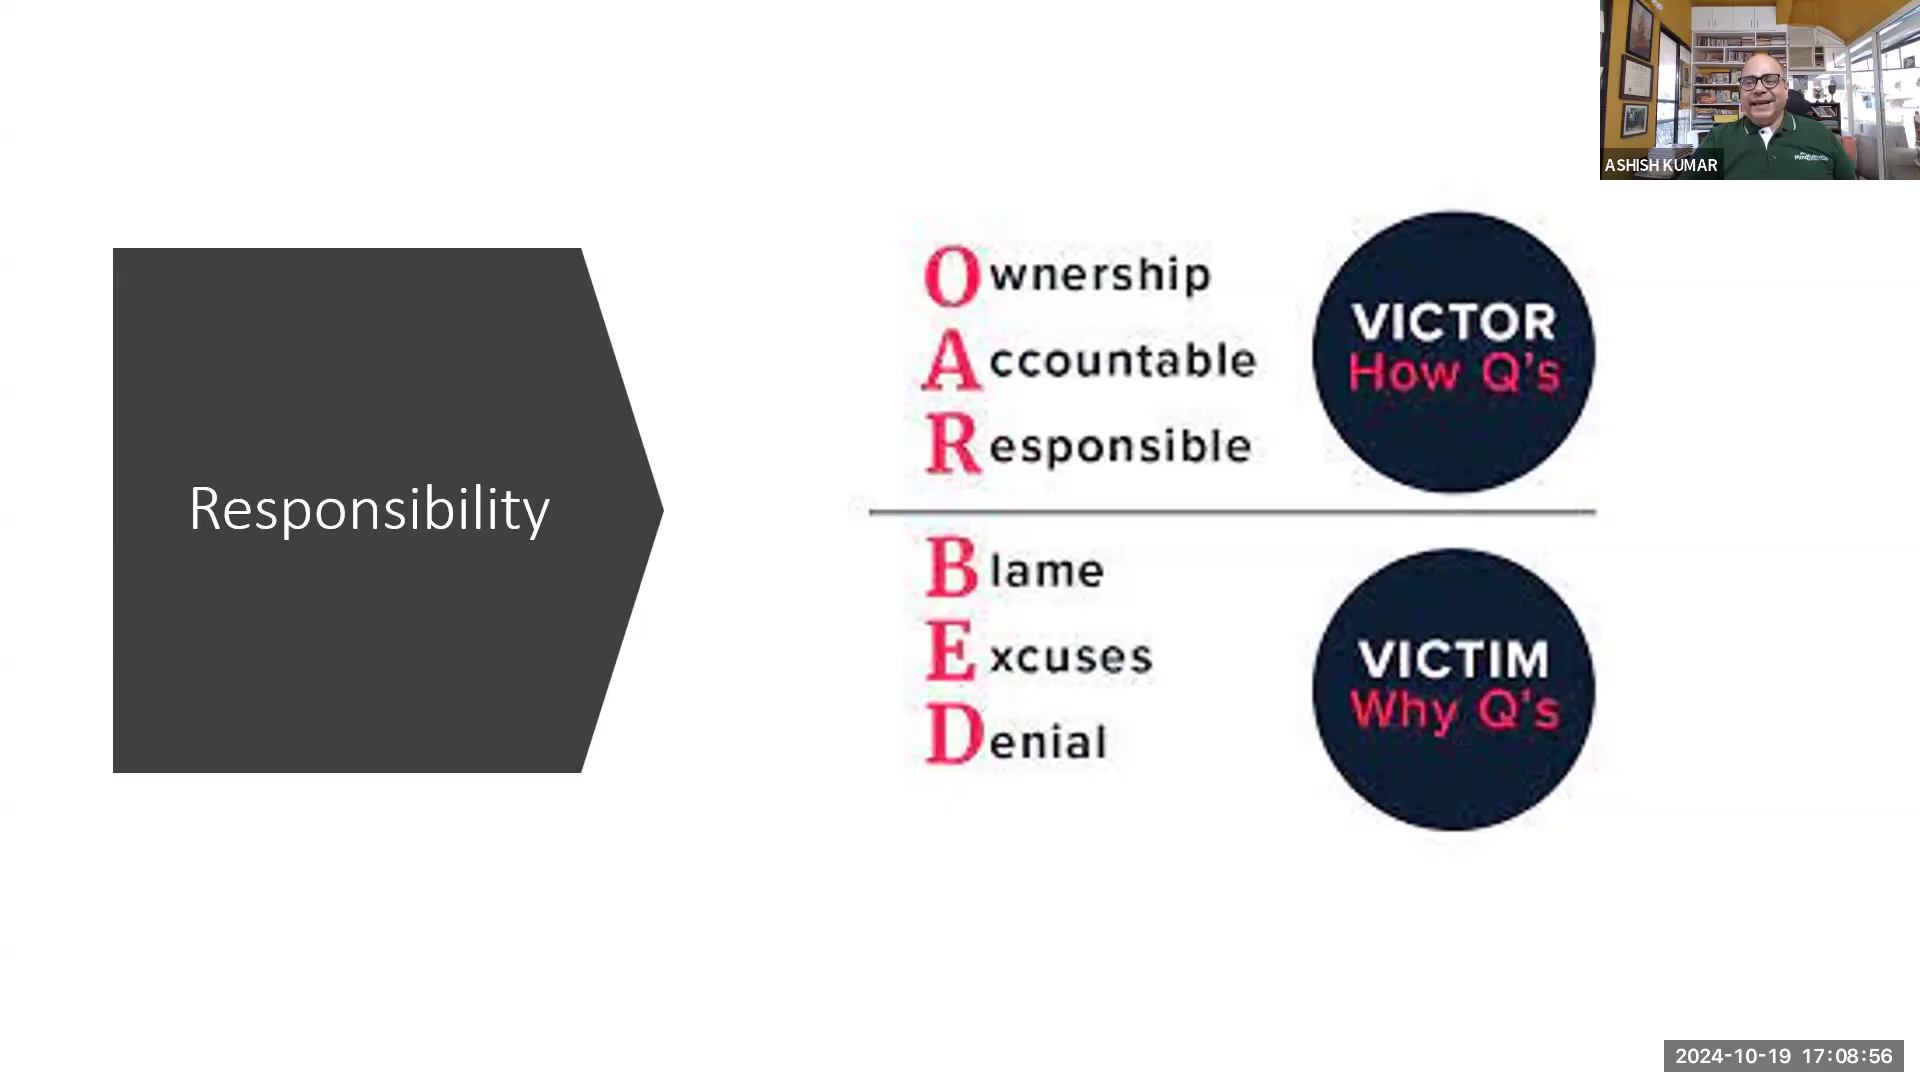 ASHISH KUMAR
Responsibility
Ownership
Accountable
Responsible
VICTOR
How Q's
Blame
Excuses
Denial
VICTIM
Why Q's
2024-10-19 17:08:56